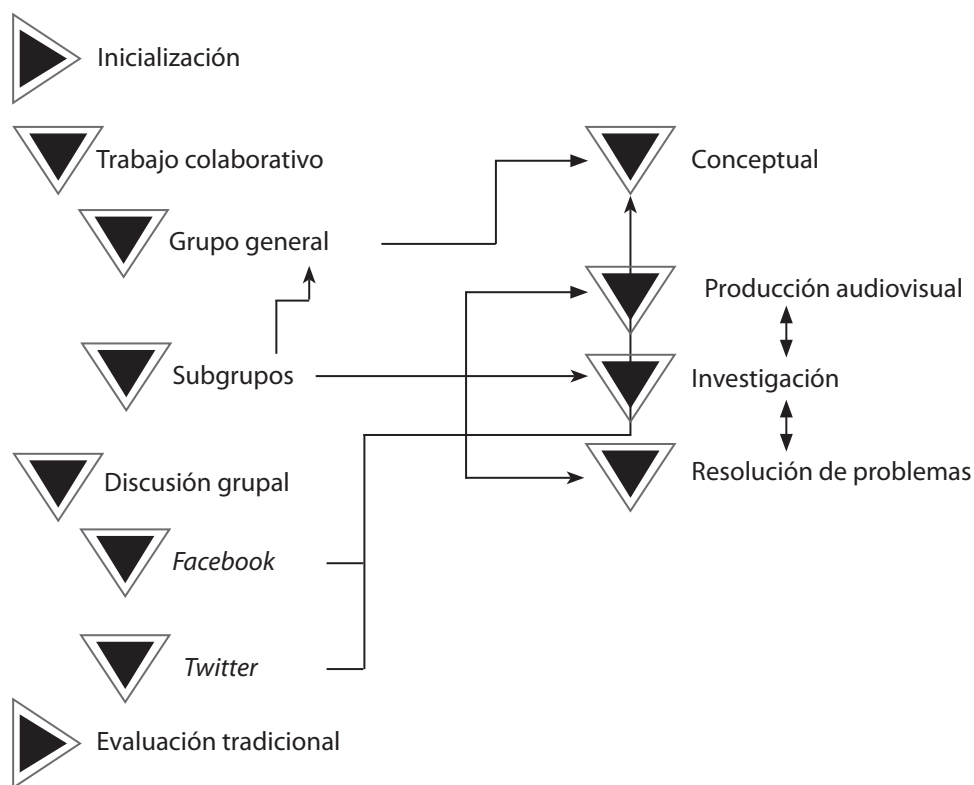 Inicialización
Trabajo colaborativo
Conceptual
Grupo general
Producción audiovisual
Subgrupos
Investigación
Discusión grupal
Resolución de problemas
Facebook
Twitter
Evaluación tradicional